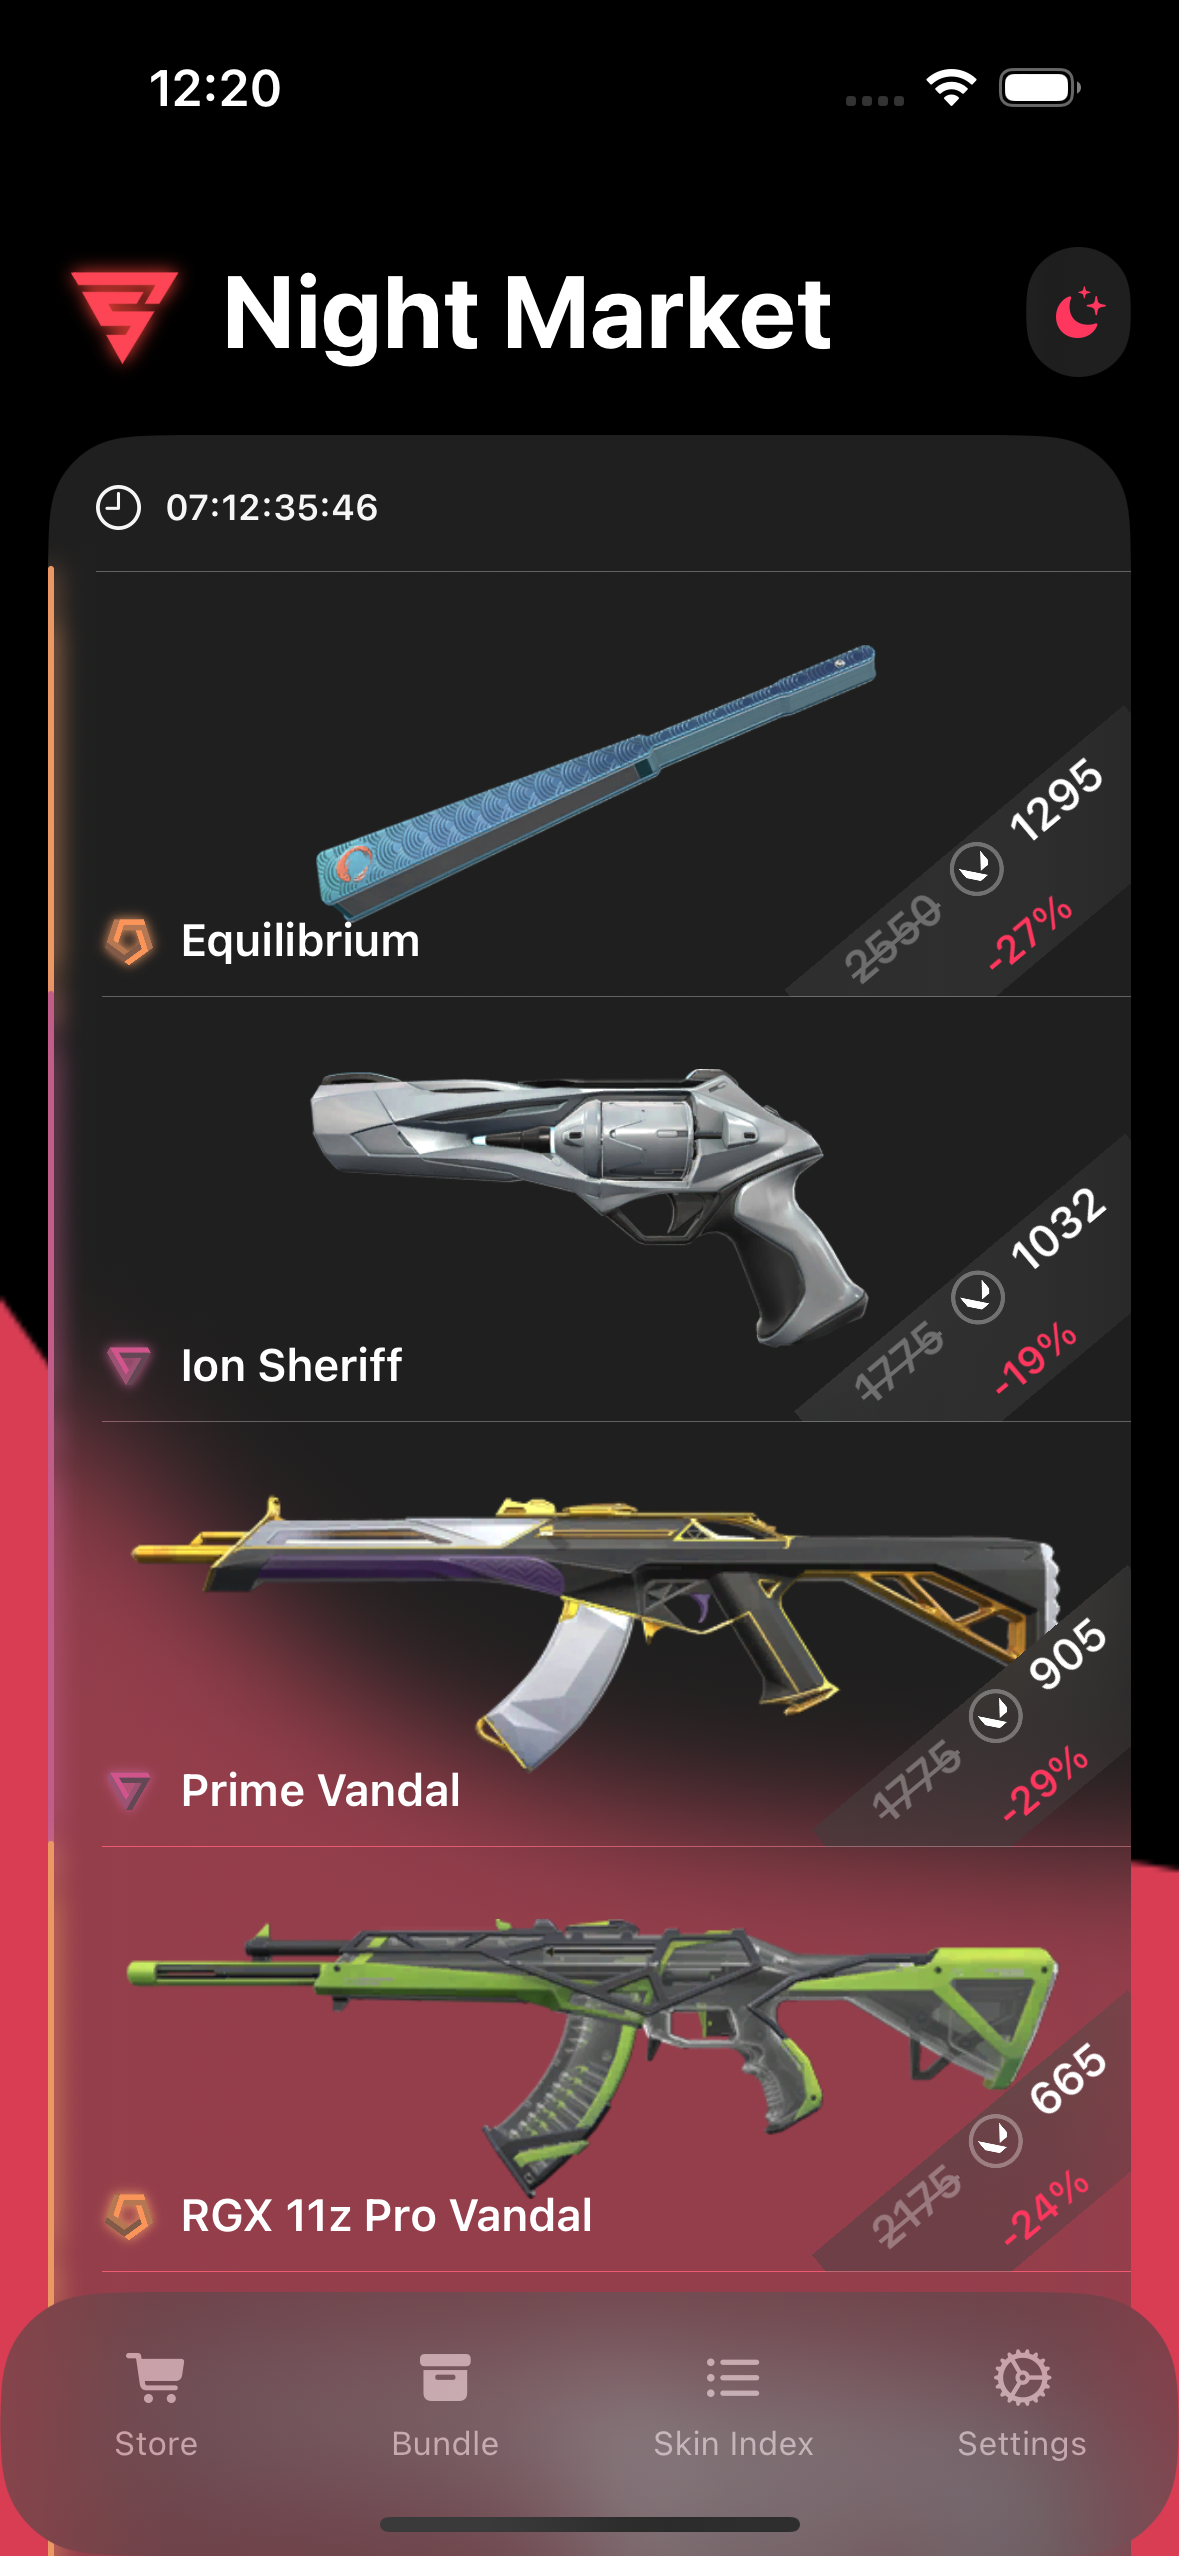 12:20
Night Market
07:12:35:46
Equilibrium
2550 1295
-27%
Ion Sheriff
1775 1032
-19%
Prime Vandal
1775 905
-29%
RGX 11z Pro Vandal
2175 665
-24%
Store
Bundle
Skin Index
Settings